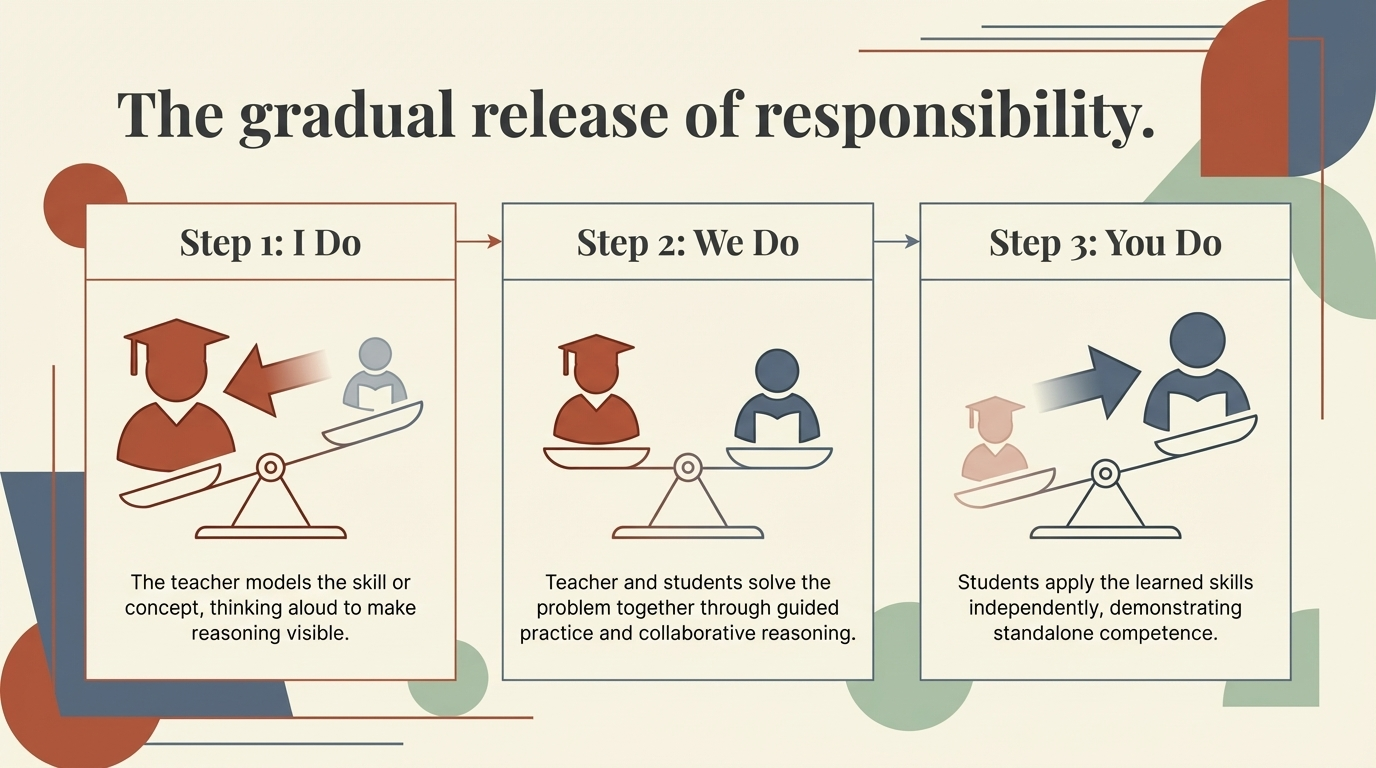 The gradual release of responsibility.
Step 1: I Do
The teacher models the skill or
concept, thinking aloud to make
reasoning visible.
Step 2: We Do
Teacher and students solve the
problem together through guided
practice and collaborative reasoning.
Step 3: You Do
Students apply the learned skills
independently, demonstrating
standalone competence.